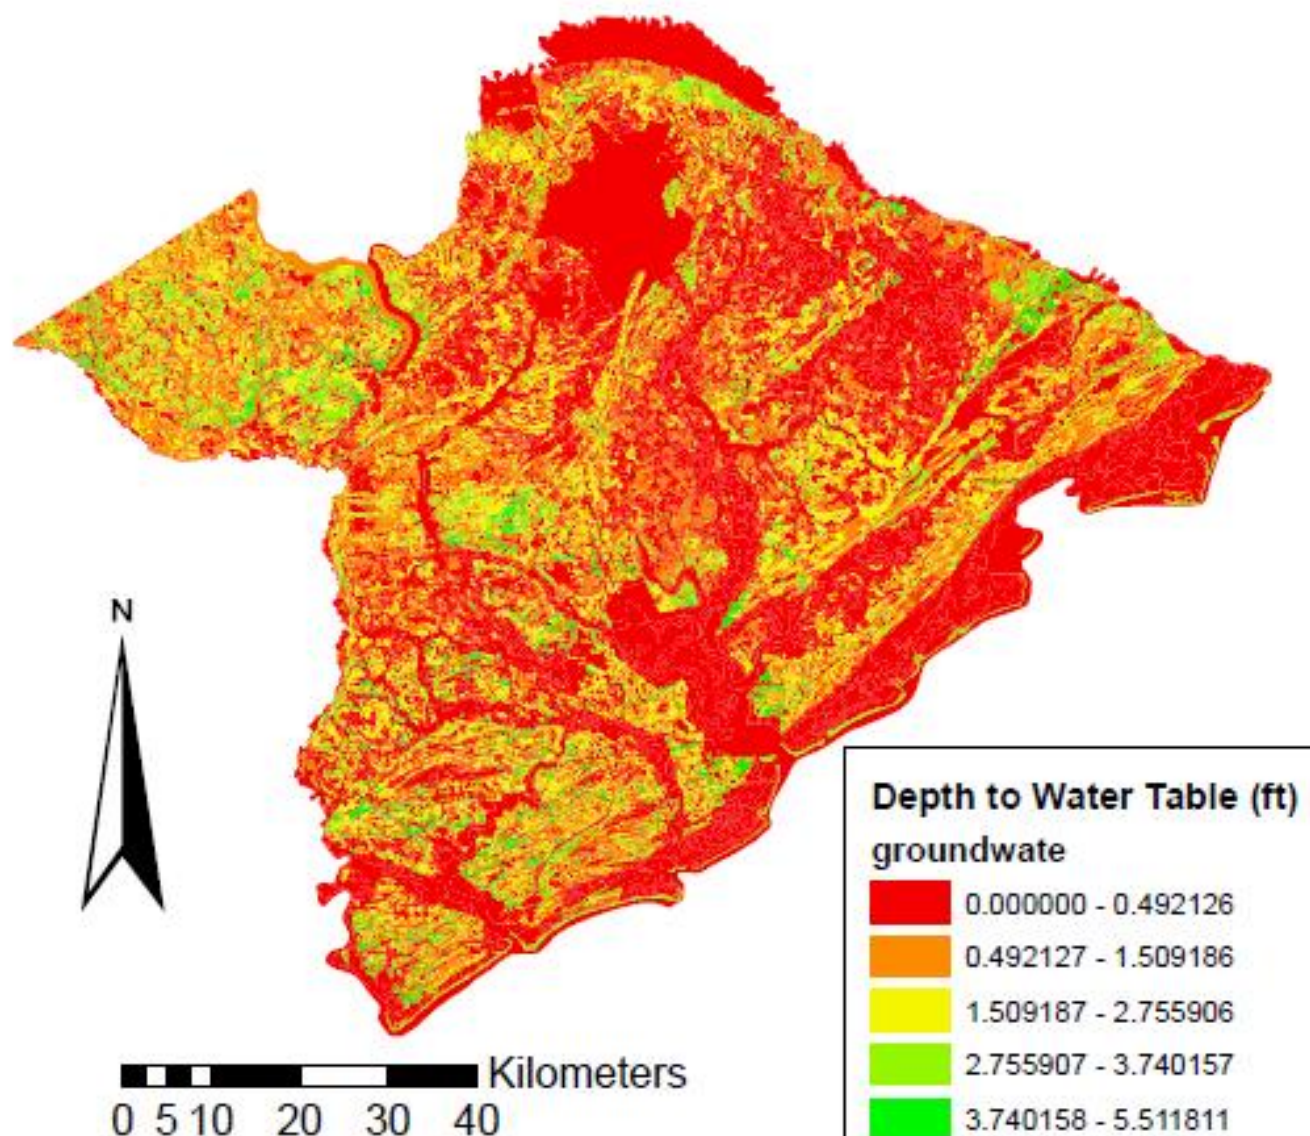 N
Depth to Water Table (ft)
groundwate
0.000000 - 0.492126
0.492127 - 1.509186
1.509187 - 2.755906
2.755907 - 3.740157
3.740158 - 5.511811
Kilometers
0 5 10 20 30 40